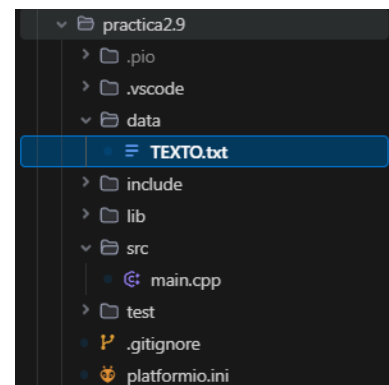 practica2.9
.pio
.vscode
data
TEXTO.txt
include
lib
src
main.cpp
test
.gitignore
platformio.ini